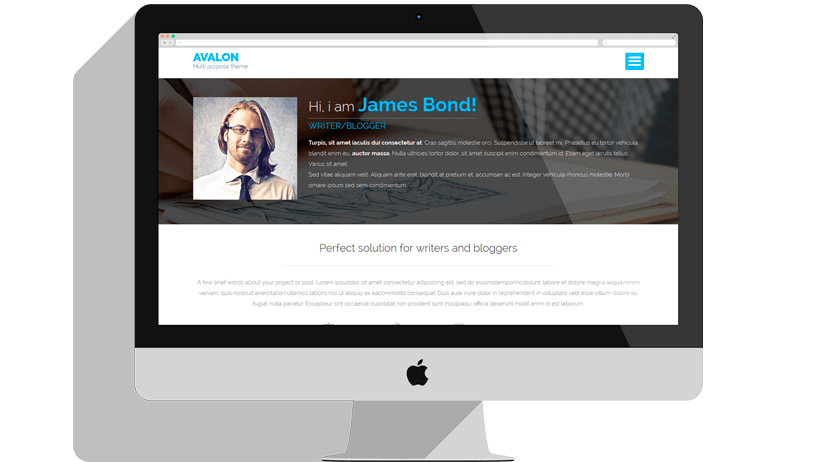 AVALON
Multi purpose theme
Hi, i am James Bond!
WRITER/BLOGGER
Turpis, sit amet iaculis dui consectetur at. Cras sagittis molestie orci. Suspendisse ut laoreet mi. Phasellus eu tortor vehicula,
blandit enim eu, auctor massa. Nulla ultricies tortor dolor, sit amet suscipit enim condimentum id. Etiam eget iaculis tellus.
Varius sit amet.
Sed vitae aliquam velit. Aliquam ante erat, blandit at pretium et, accumsan ac est. Integer vehicula rhoncus molestie. Morbi
ornare ipsum sed sem condimentum.
Perfect solution for writers and bloggers
A few brief words about your project or post. Lorem ipsudolor sit amet consectetur adipisicing elit, sed do eiusmotemporincididunt, labore et dolore magna aliqua minim
veniam, quis nostrud exercitation ullamco laboris nisi ut aliquip ex eacommodo consequat. Duis aute irure dolor in reprehenderit in voluptate velit esse cillum dolore eu
fugiat nulla pariatur. Excepteur sint occaecat cupidatat non proident sunt inculpaqui officia deserunt mollit anim id est laborum.